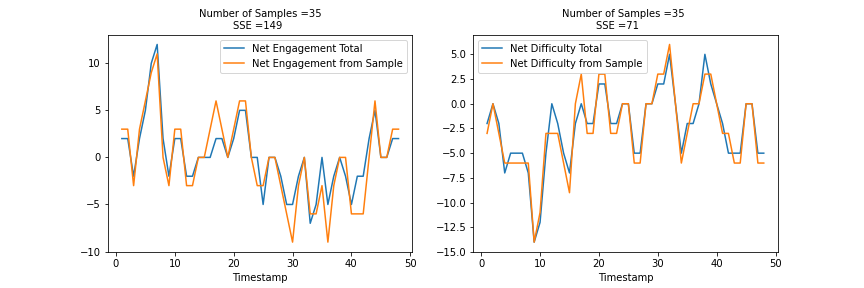 Number of Samples =35
SSE =149
Net Engagement Total
Net Engagement from Sample
10
5
0
−5
−10
0
10
20
30
40
50
Timestamp
Number of Samples =35
SSE =71
Net Difficulty Total
Net Difficulty from Sample
5.0
2.5
0.0
−2.5
−5.0
−7.5
−10.0
−12.5
−15.0
0
10
20
30
40
50
Timestamp